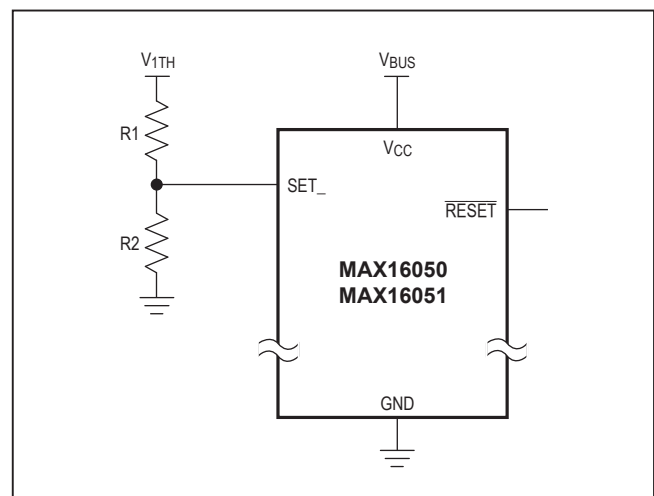 V1TH
VBUS
R1
VCC
SET_
RESET
R2
MAX16050
MAX16051
GND